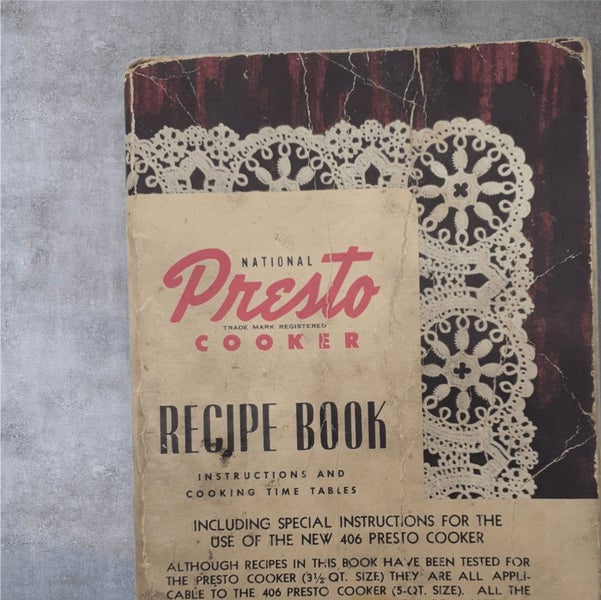 NATIONAL
Presto
TRADE MARK REGISTERED
COOKER
RECIPE BOOK
INSTRUCTIONS AND
COOKING TIME TABLES
INCLUDING SPECIAL INSTRUCTIONS FOR THE
USE OF THE NEW 406 PRESTO COOKER
ALTHOUGH RECIPES IN THIS BOOK HAVE BEEN TESTED FOR
THE PRESTO COOKER (3½ QT. SIZE) THEY ARE ALL APPLI-
CABLE TO THE 406 PRESTO COOKER (5-QT. SIZE). ALL THE